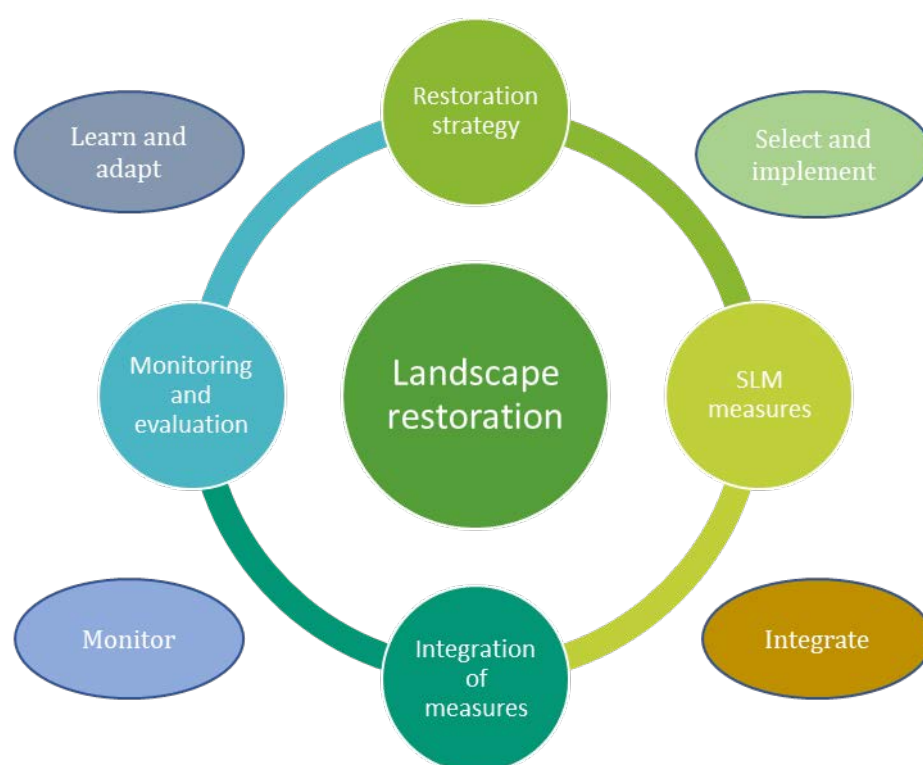 Restoration
strategy
Learn and
adapt
Select and
implement
Monitoring
and
evaluation
Landscape
restoration
SLM
measures
Monitor
Integration
of
measures
Integrate